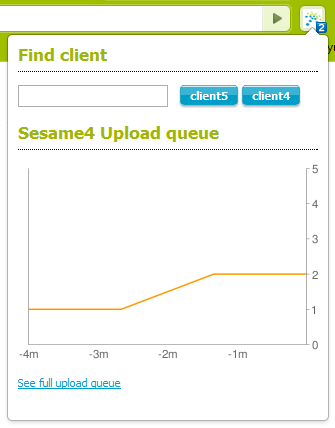 2
Find client
client5 client4
Sesame4 Upload queue
5
4
3
2
1
0
-4m -3m -2m -1m
See full upload queue